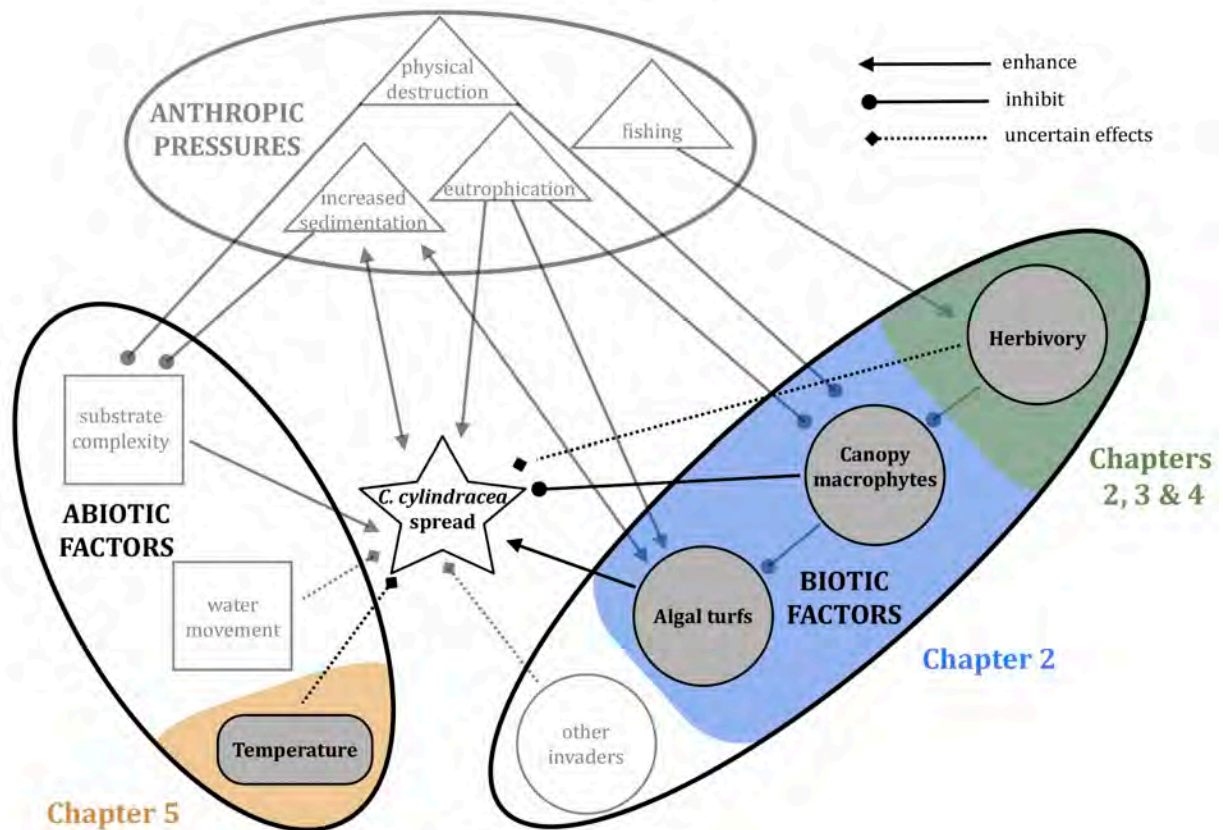 physical
destruction
ANTHROPIC
PRESSURES
fishing
increased
sedimentation
eutrophication
enhance
inhibit
uncertain effects
substrate
complexity
ABIOTIC
FACTORS
water
movement
Temperature
Chapter 5
C. cylindracea
spread
Herbivory
Canopy
macrophytes
Algal turfs
BIOTIC
FACTORS
other
invaders
Chapters
2, 3 & 4
Chapter 2